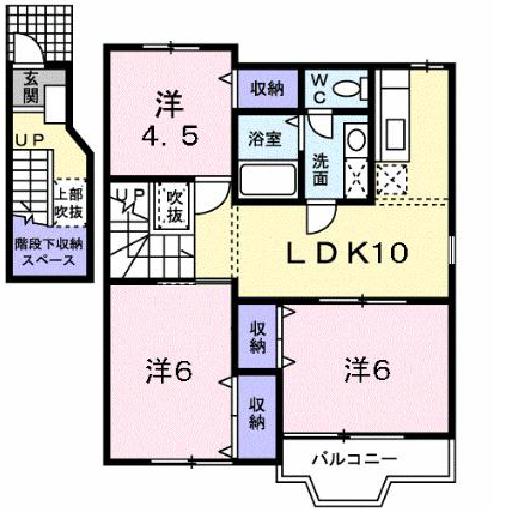 玄関
UP
上部
吹抜
階段下収納
スペース
洋
4.5
収納
WC
浴室
洗面
UP
吹抜
LDK10
洋6
収納
収納
洋6
バルコニー